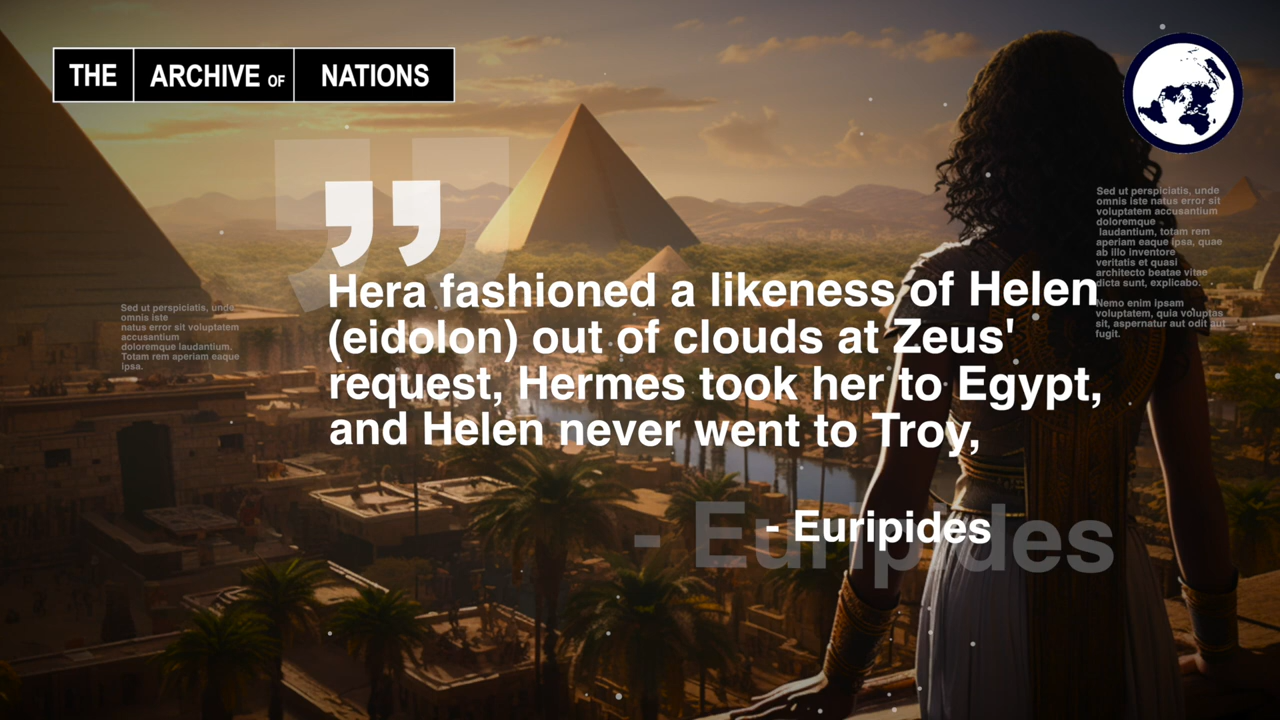 THE ARCHIVE OF NATIONS
Hera fashioned a likeness of Helen
(eidolon) out of clouds at Zeus'
request, Hermes took her to Egypt,
and Helen never went to Troy,
- Euripides
- Euripides
Sed ut perspiciatis, unde
omnis iste
natus error sit voluptatem
accusantium
doloremque laudantium.
Totam rem aperiam eaque
ipsa.
Sed ut perspiciatis, unde
omnis iste natus error sit
voluptatem accusantium
doloremque
laudantium, totam rem
aperiam eaque ipsa, quae
ab illo inventore
veritatis et quasi
architecto beatae vitae
dicta sunt, explicabo.
Nemo enim ipsam
voluptatem, quia voluptas
sit, aspernatur aut odit aut
fugit.